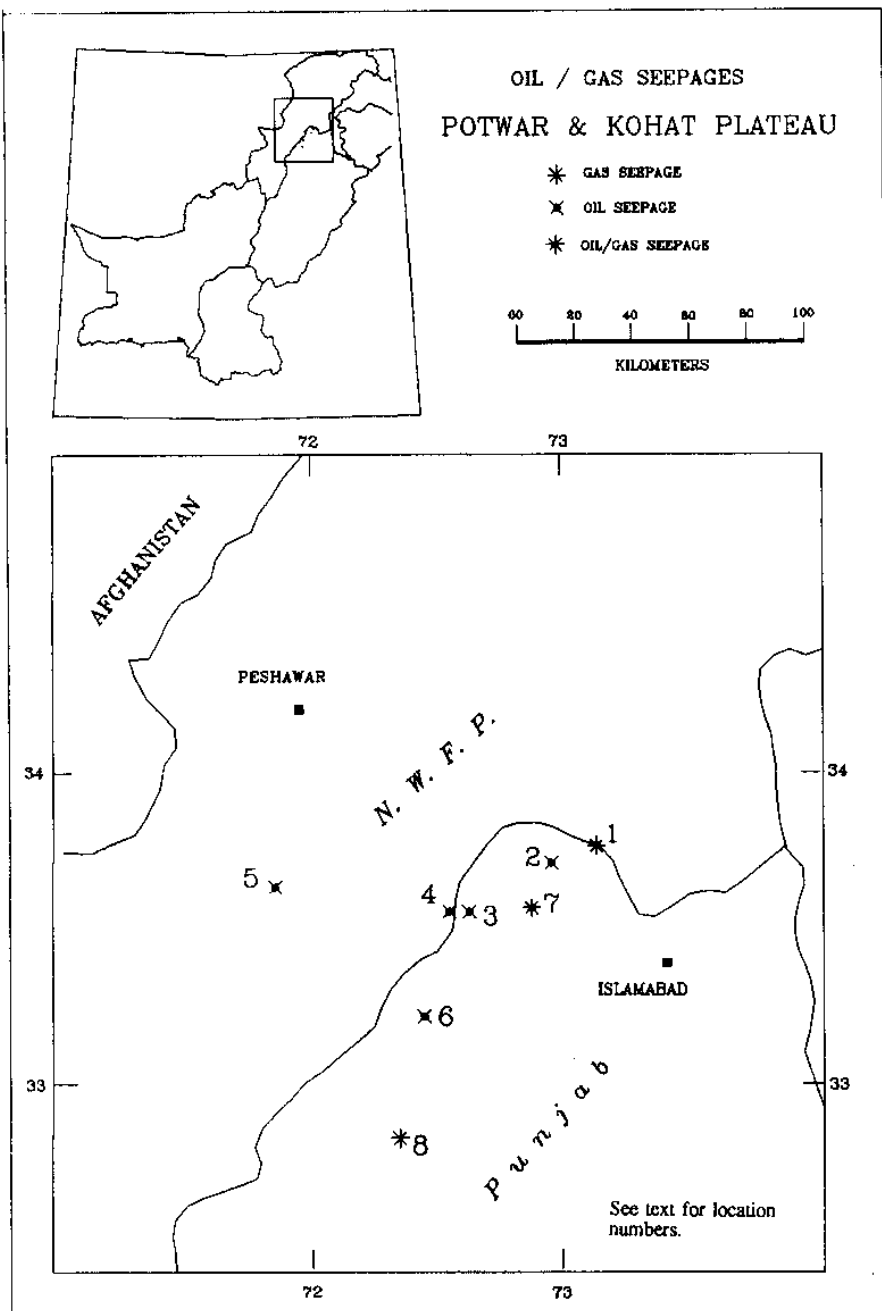 OIL / GAS SEEPAGES
POTWAR & KOHAT PLATEAU
GAS SEEPAGE
OIL SEEPAGE
OIL/GAS SEEPAGE
00 20 40 60 80 100
KILOMETERS
72 73
AFGHANISTAN
PESHAWAR
N. W. F. P.
34 34
1
2
5
4 3 7
ISLAMABAD
6
33 33
Punjab
8
See text for location
numbers.
72 73